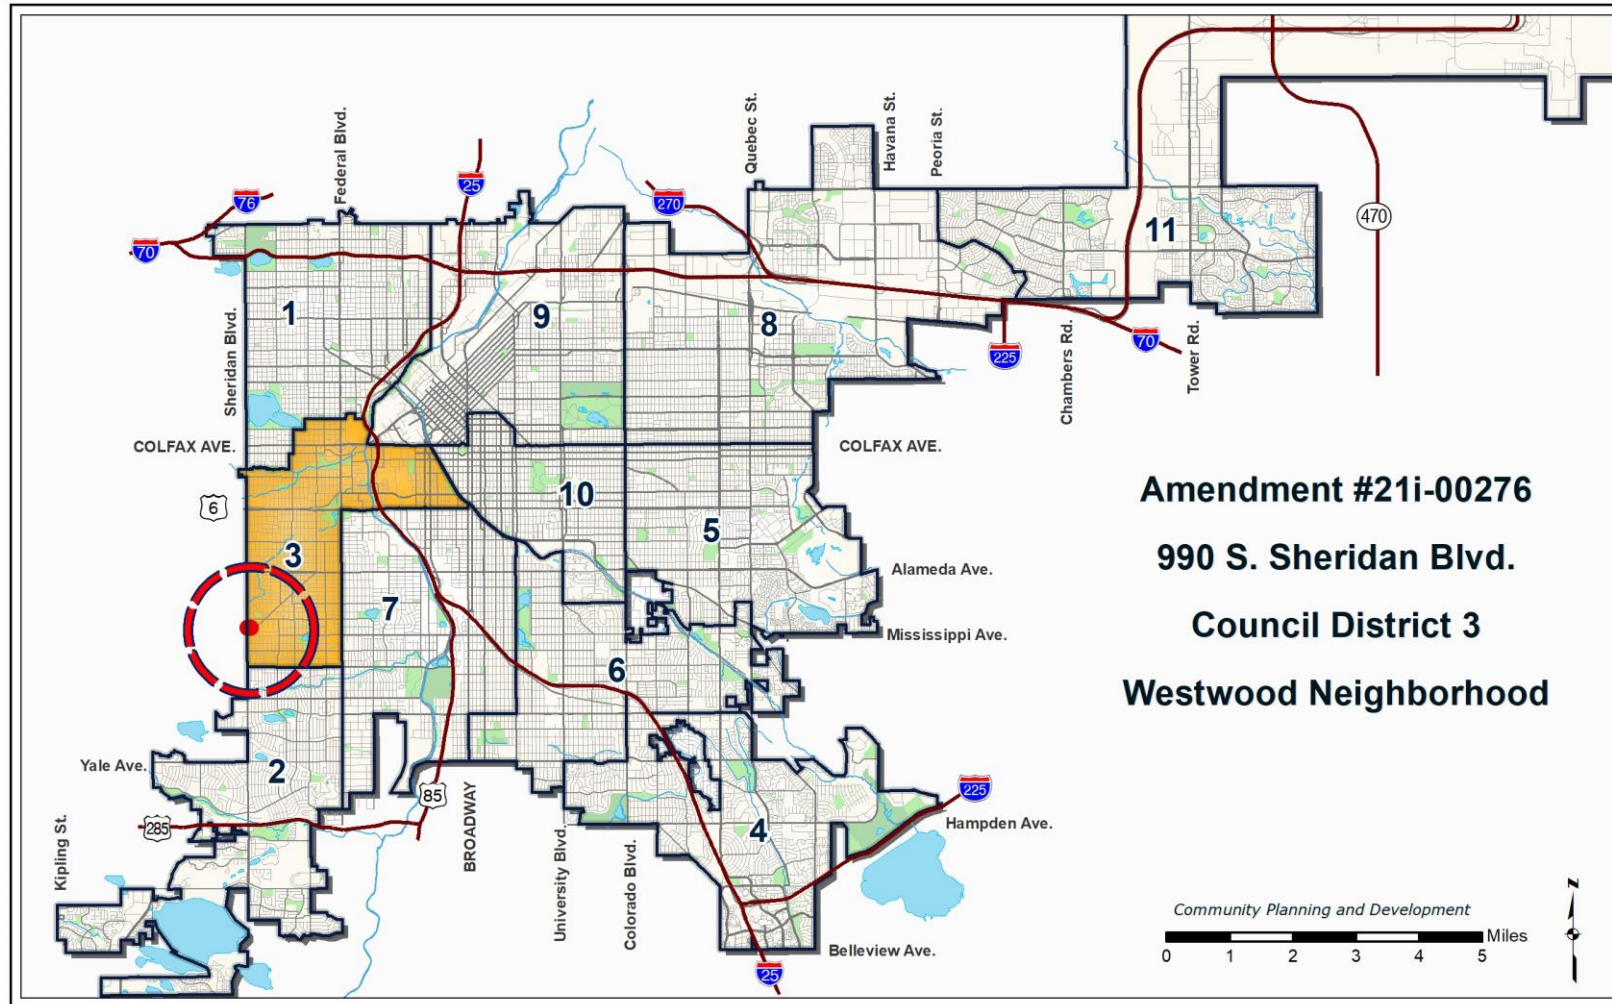 Federal Blvd.
Quebec St.
Havana St.
Peoria St.
25
76
270
470
70
11
1
9
8
Sheridan Blvd.
225
70
Chambers Rd.
Tower Rd.
COLFAX AVE.
COLFAX AVE.
6
10
5
3
Alameda Ave.
7
Mississippi Ave.
6
Amendment #21i-00276
990 S. Sheridan Blvd.
Council District 3
Westwood Neighborhood
Yale Ave.
2
85
285
BROADWAY
225
Hampden Ave.
4
Kipling St.
University Blvd.
Colorado Blvd.
Belleview Ave.
25
Community Planning and Development
Miles
0 1 2 3 4 5
N